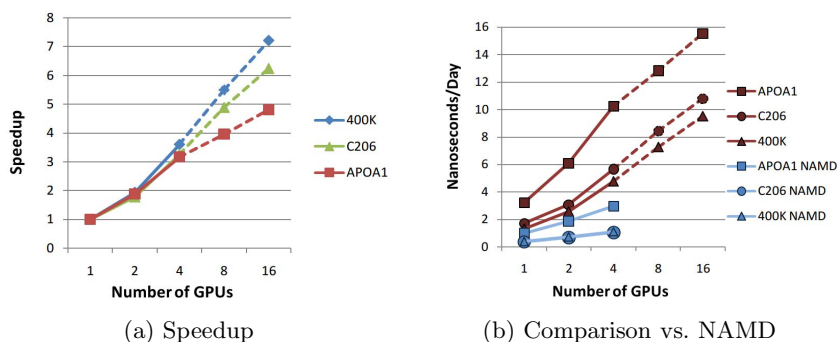 8
7
6
5
4
3
2
1
0
Speedup
1 2 4 8 16
Number of GPUs
400K
C206
APOA1
(a) Speedup
16
14
12
10
8
6
4
2
0
Nanoseconds/Day
1 2 4 8 16
Number of GPUs
APOA1
C206
400K
APOA1 NAMD
C206 NAMD
400K NAMD
(b) Comparison vs. NAMD